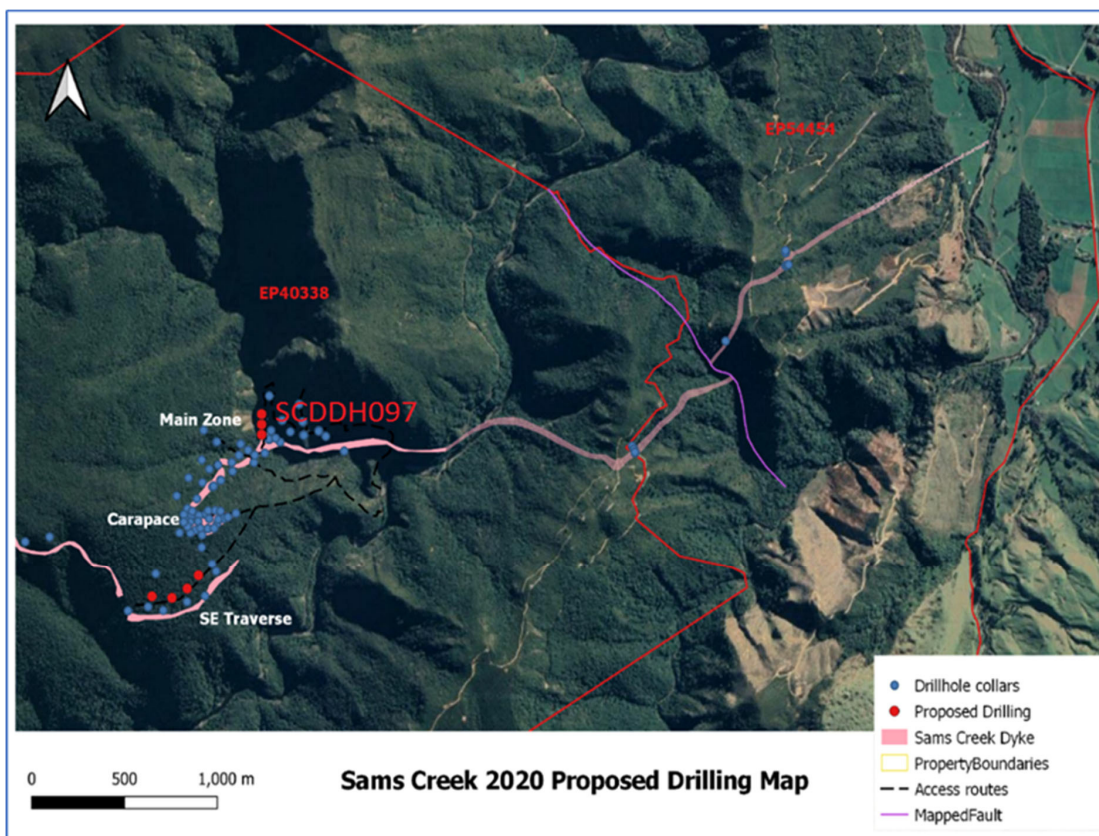 EP54454
EP40338
Main Zone
SCDDH097
Carapace
SE Traverse
Drillhole collars
Proposed Drilling
Sams Creek Dyke
PropertyBoundaries
Access routes
MappedFault
0 500 1,000 m
Sams Creek 2020 Proposed Drilling Map